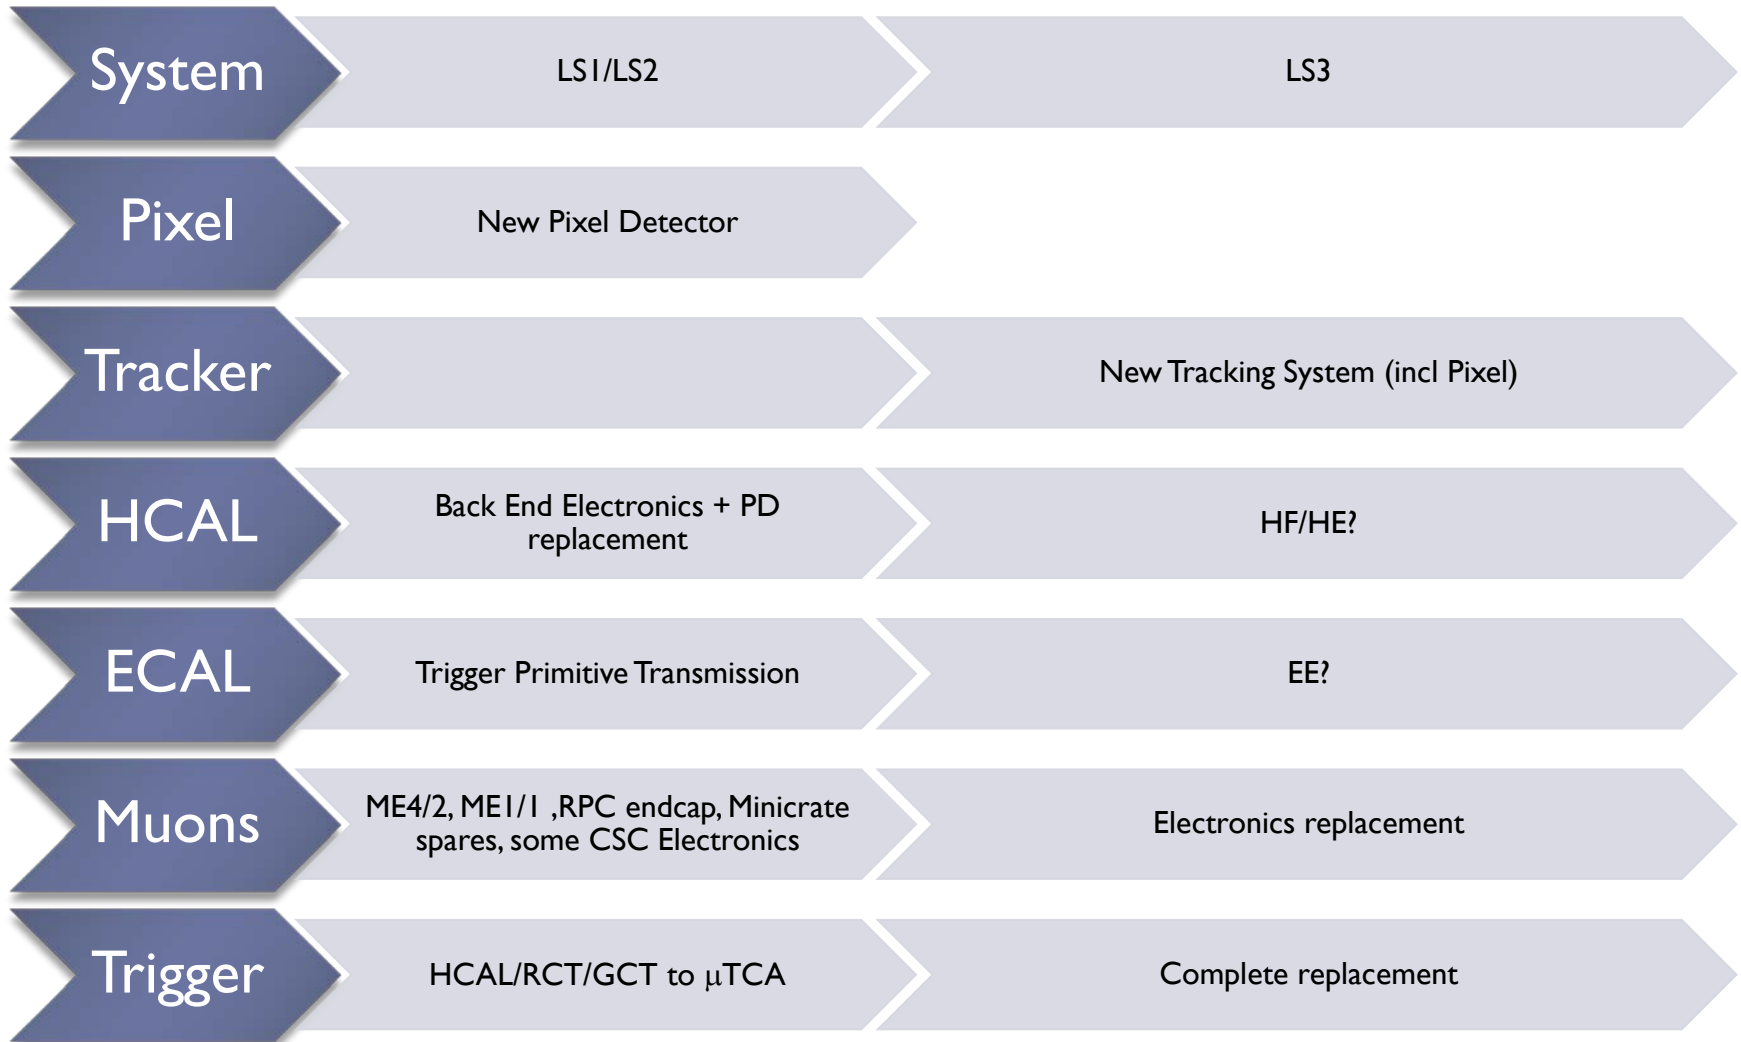 System
LS1/LS2
LS3
Pixel
New Pixel Detector
Tracker
New Tracking System (incl Pixel)
HCAL
Back End Electronics + PD
replacement
HF/HE?
ECAL
Trigger Primitive Transmission
EE?
Muons
ME4/2, ME1/1 ,RPC endcap, Minicrate
spares, some CSC Electronics
Electronics replacement
Trigger
HCAL/RCT/GCT to μTCA
Complete replacement